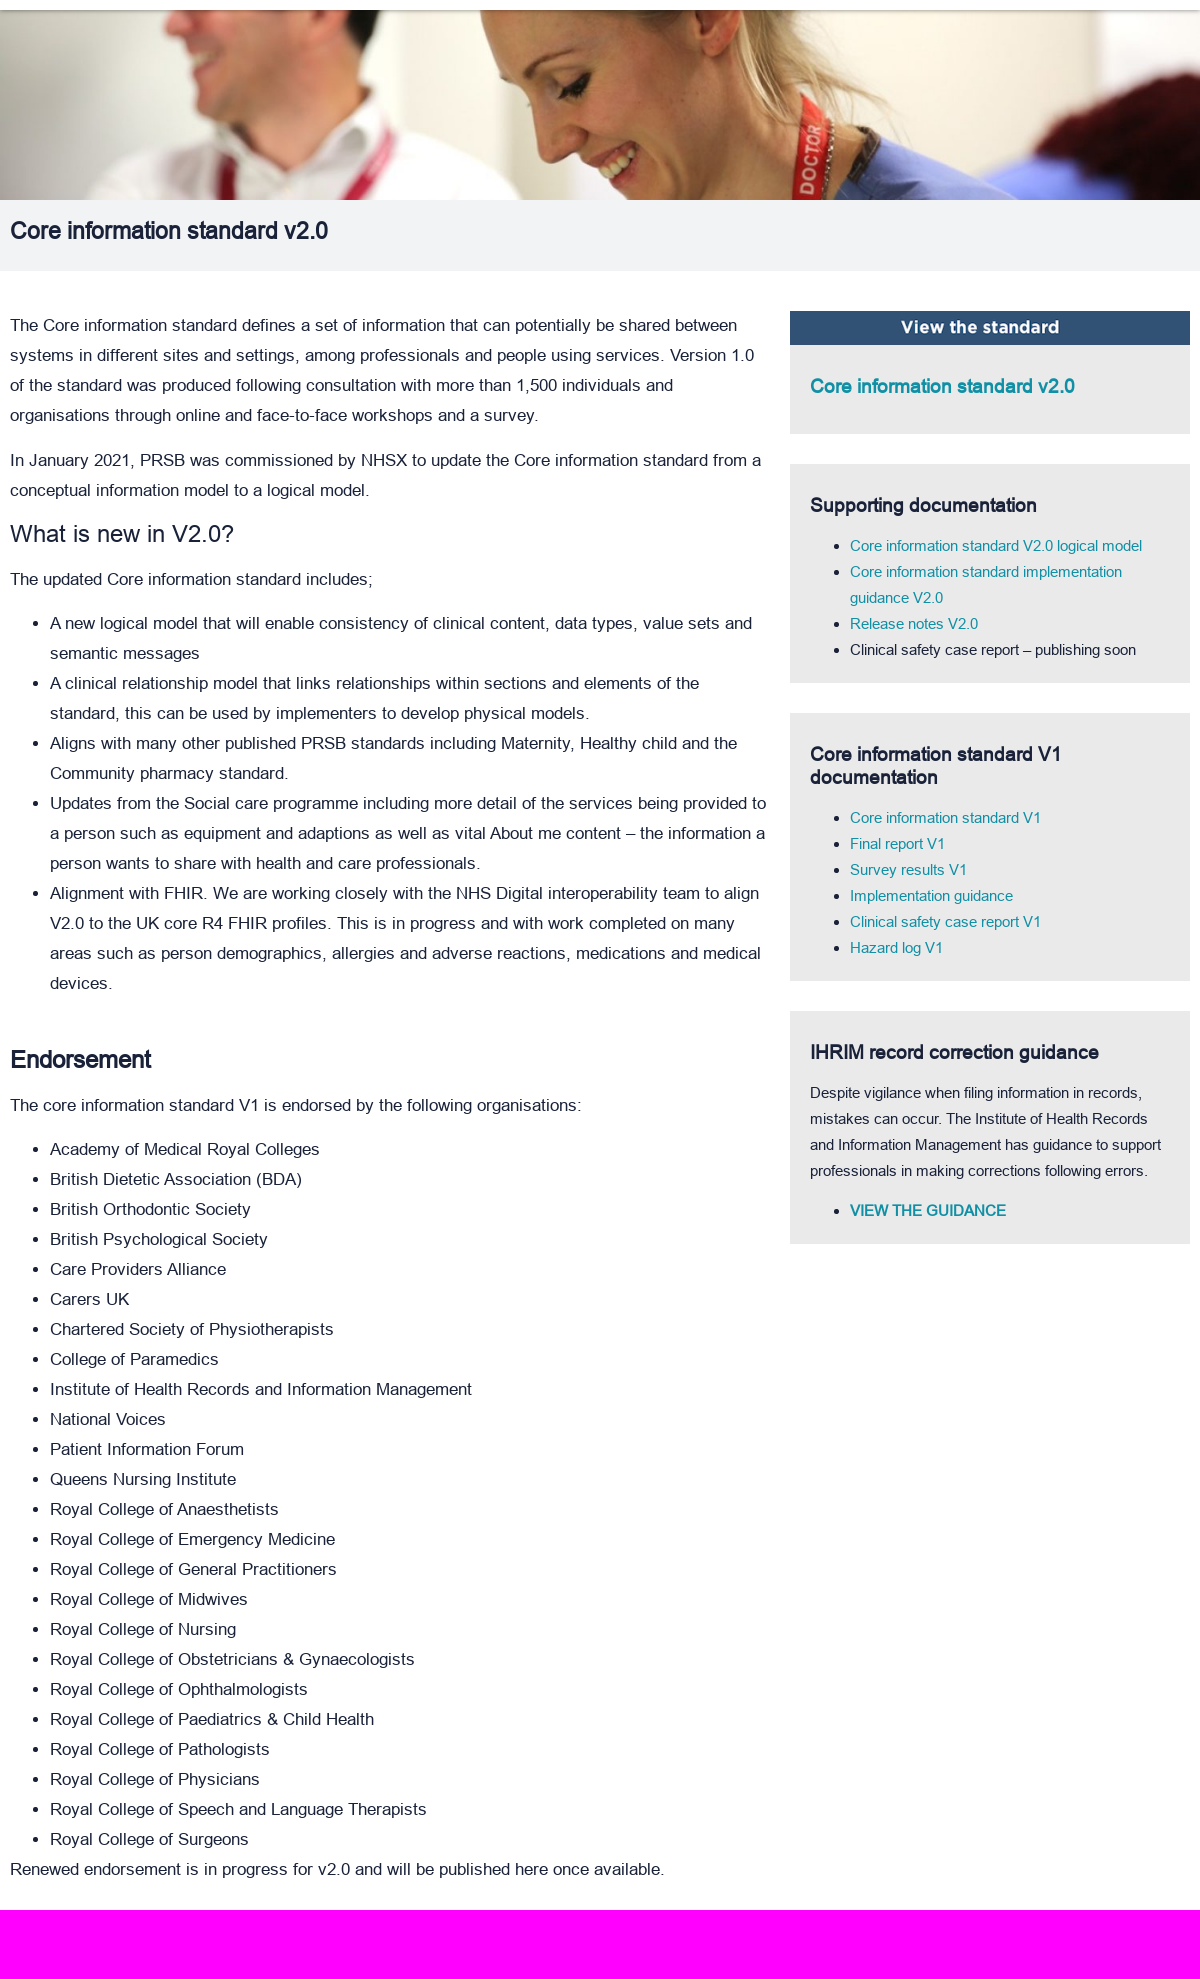 DOCTOR
Core information standard v2.0
The Core information standard defines a set of information that can potentially be shared between
systems in different sites and settings, among professionals and people using services. Version 1.0
of the standard was produced following consultation with more than 1,500 individuals and
organisations through online and face-to-face workshops and a survey.
In January 2021, PRSB was commissioned by NHSX to update the Core information standard from a
conceptual information model to a logical model.
What is new in V2.0?
The updated Core information standard includes;
A new logical model that will enable consistency of clinical content, data types, value sets and
semantic messages
A clinical relationship model that links relationships within sections and elements of the
standard, this can be used by implementers to develop physical models.
Aligns with many other published PRSB standards including Maternity, Healthy child and the
Community pharmacy standard.
Updates from the Social care programme including more detail of the services being provided to
a person such as equipment and adaptions as well as vital About me content – the information a
person wants to share with health and care professionals.
Alignment with FHIR. We are working closely with the NHS Digital interoperability team to align
V2.0 to the UK core R4 FHIR profiles. This is in progress and with work completed on many
areas such as person demographics, allergies and adverse reactions, medications and medical
devices.
Endorsement
The core information standard V1 is endorsed by the following organisations:
Academy of Medical Royal Colleges
British Dietetic Association (BDA)
British Orthodontic Society
British Psychological Society
Care Providers Alliance
Carers UK
Chartered Society of Physiotherapists
College of Paramedics
Institute of Health Records and Information Management
National Voices
Patient Information Forum
Queens Nursing Institute
Royal College of Anaesthetists
Royal College of Emergency Medicine
Royal College of General Practitioners
Royal College of Midwives
Royal College of Nursing
Royal College of Obstetricians & Gynaecologists
Royal College of Ophthalmologists
Royal College of Paediatrics & Child Health
Royal College of Pathologists
Royal College of Physicians
Royal College of Speech and Language Therapists
Royal College of Surgeons
Renewed endorsement is in progress for v2.0 and will be published here once available.
View the standard
Core information standard v2.0
Supporting documentation
Core information standard V2.0 logical model
Core information standard implementation
guidance V2.0
Release notes V2.0
Clinical safety case report – publishing soon
Core information standard V1
documentation
Core information standard V1
Final report V1
Survey results V1
Implementation guidance
Clinical safety case report V1
Hazard log V1
IHRIM record correction guidance
Despite vigilance when filing information in records,
mistakes can occur. The Institute of Health Records
and Information Management has guidance to support
professionals in making corrections following errors.
VIEW THE GUIDANCE